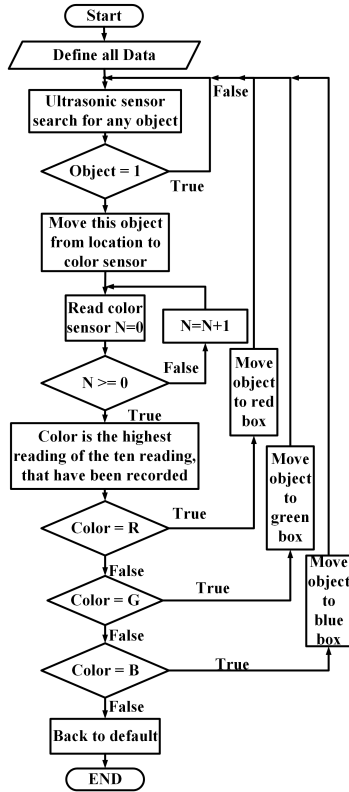 Start
Define all Data
False
Ultrasonic sensor
search for any object
Object = 1
True
Move this object
from location to
color sensor
Read color
sensor N=0
N=N+1
N >= 0
False
True
Move
object
to red
box
Color is the highest
reading of the ten reading,
that have been recorded
Move
object
to
green
box
Color = R
True
False
Move
object
to
blue
box
Color = G
True
False
Color = B
True
False
Back to default
END